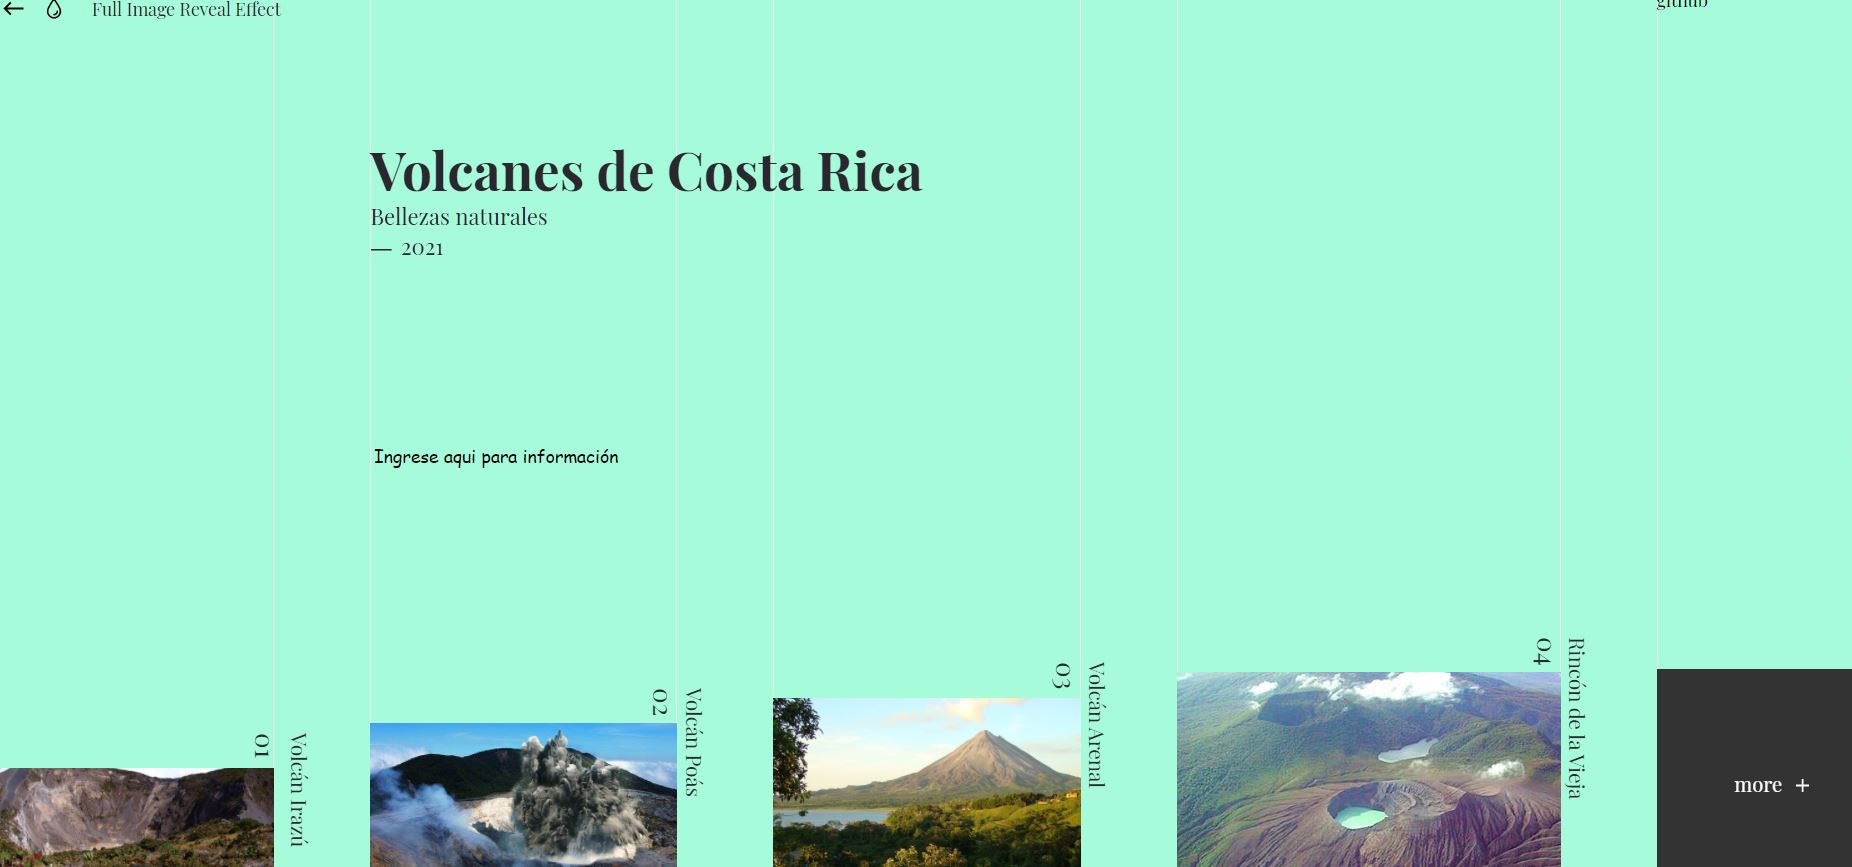 Full Image Reveal Effect
github
Volcanes de Costa Rica
Bellezas naturales
— 2021
Ingrese aqui para información
01
Volcán Irazú
02
Volcán Poás
03
Volcán Arenal
04
Rincón de la Vieja
more +